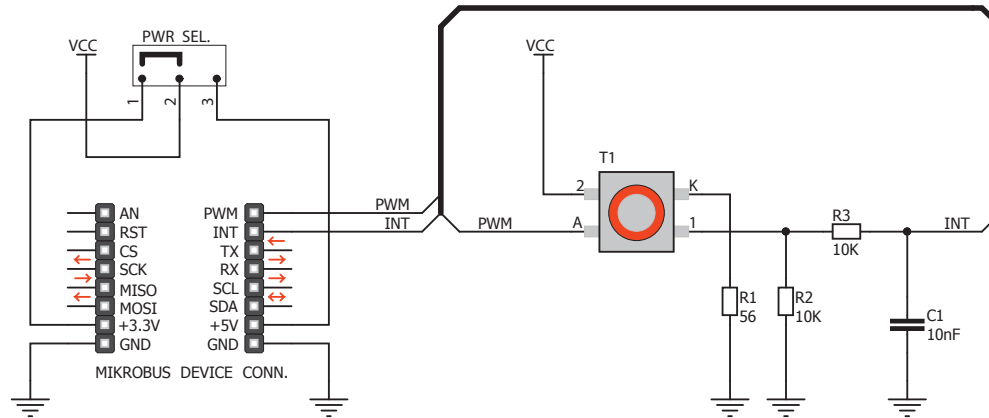 PWR SEL.
VCC
1 2 3
VCC
T1
2 K
A 1
PWM
INT
PWM
R3
10K
INT
AN PWM
RST INT
CS TX
SCK RX
MISO SCL
MOSI SDA
+3.3V +5V
GND GND
MIKROBUS DEVICE CONN.
R1
56
R2
10K
C1
10nF